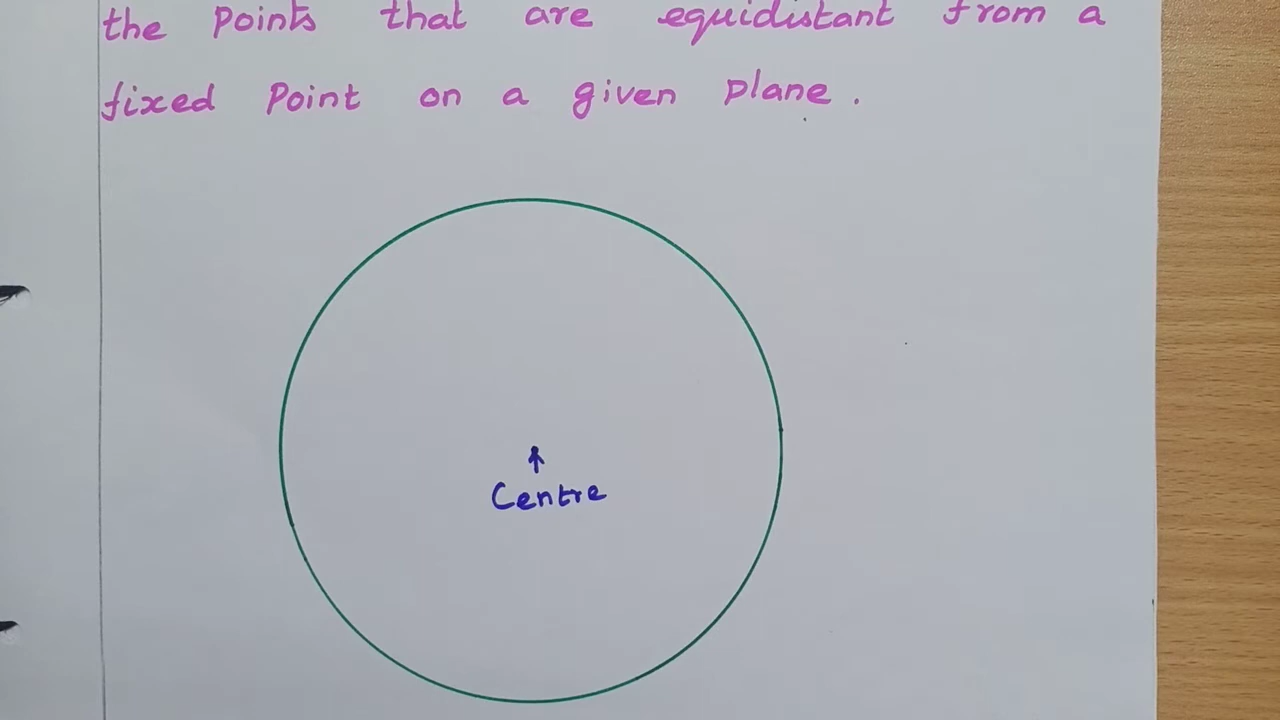 the points that are equidistant from a
fixed Point on a given plane.
Centre